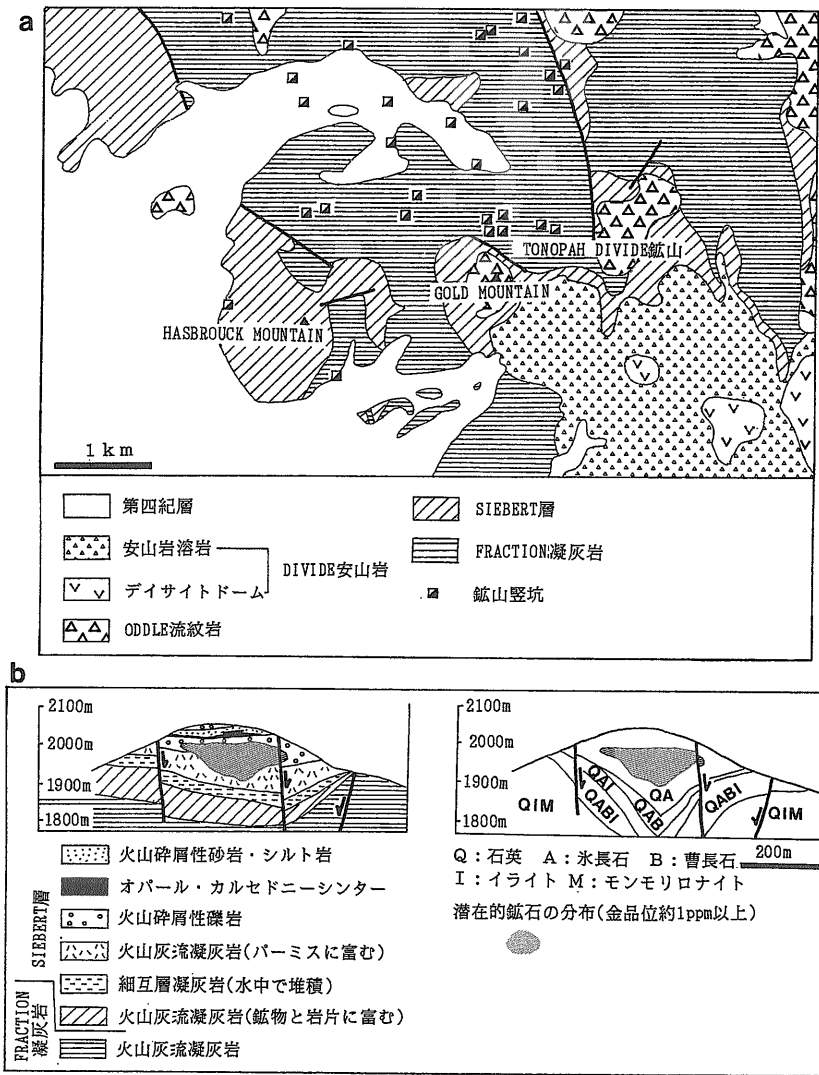 a
TONOPAH DIVIDE鉱山
GOLD MOUNTAIN
HASBROUCK MOUNTAIN
1 km
第四紀層
安山岩溶岩
デイサイトドーム
DIVIDE安山岩
ODDLE流紋岩
SIEBERT層
FRACTION凝灰岩
鉱山竪坑
b
2100m
2000m
1900m
1800m
SIEBERT層
火山砕屑性砂岩・シルト岩
オパール・カルセドニーシンター
火山砕屑性礫岩
火山灰流凝灰岩(パーミスに富む)
細互層凝灰岩(水中で堆積)
FRACTION
凝灰岩
火山灰流凝灰岩(鉱物と岩片に富む)
火山灰流凝灰岩
2100m
2000m
1900m
1800m
QIM
QAI
QABI
QA
QAB
QABI
QIM
200m
Q:石英 A:氷長石 B:曹長石
I:イライト M:モンモリロナイト
潜在的鉱石の分布(金品位約1ppm以上)